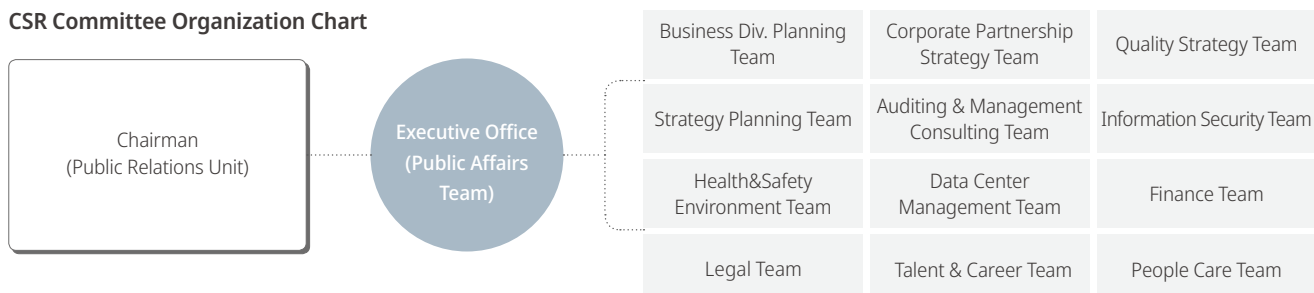 CSR Committee Organization Chart
Chairman
(Public Relations Unit)
Executive Office
(Public Affairs
Team)
Business Div. Planning
Team
Corporate Partnership
Strategy Team
Quality Strategy Team
Strategy Planning Team
Auditing & Management
Consulting Team
Information Security Team
Health&Safety
Environment Team
Data Center
Management Team
Finance Team
Legal Team
Talent & Career Team
People Care Team